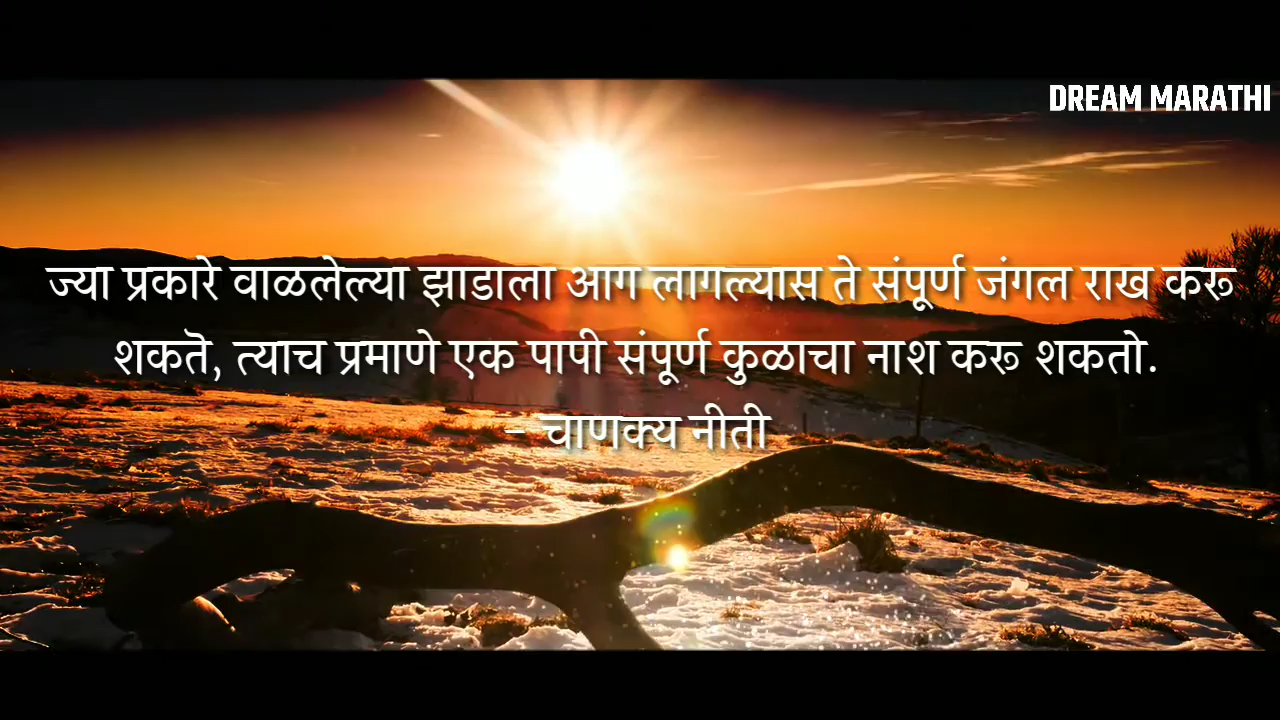 DREAM MARATHI
ज्या प्रकारे वाळलेल्या झाडाला आग लागल्यास ते संपूर्ण जंगल राख करू
शकतॆ, त्याच प्रमाणे एक पापी संपूर्ण कुळाचा नाश करू शकतो.
- चाणक्य नीती